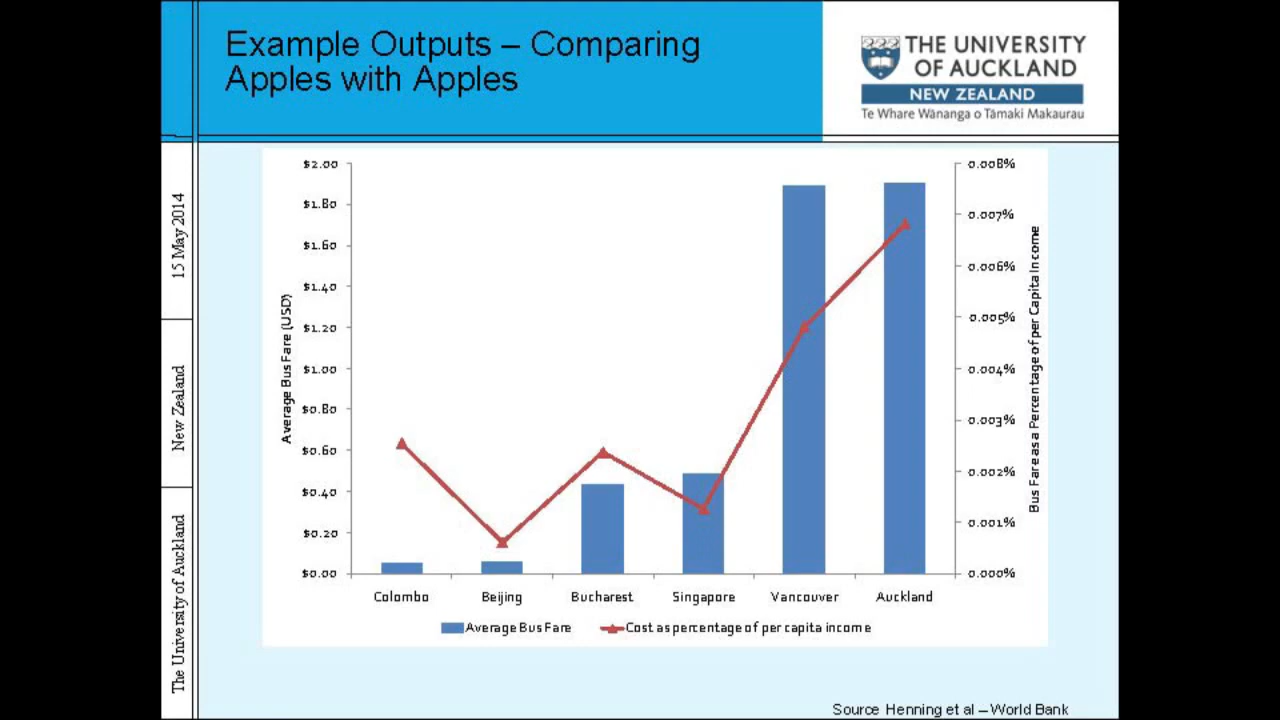 Example Outputs – Comparing
Apples with Apples
THE UNIVERSITY
OF AUCKLAND
NEW ZEALAND
Te Whare Wānanga o Tāmaki Makaurau
15 May 2014
New Zealand
The University of Auckland
Average Bus Fare (USD)
$2.00
$1.80
$1.60
$1.40
$1.20
$1.00
$0.80
$0.60
$0.40
$0.20
$0.00
0.008%
0.007%
0.006%
0.005%
0.004%
0.003%
0.002%
0.001%
0.000%
Bus Fare as a Percentage of per Capita Income
Colombo Beijing Bucharest Singapore Vancouver Auckland
Average Bus Fare Cost as percentage of per capita income
Source Henning et al – World Bank